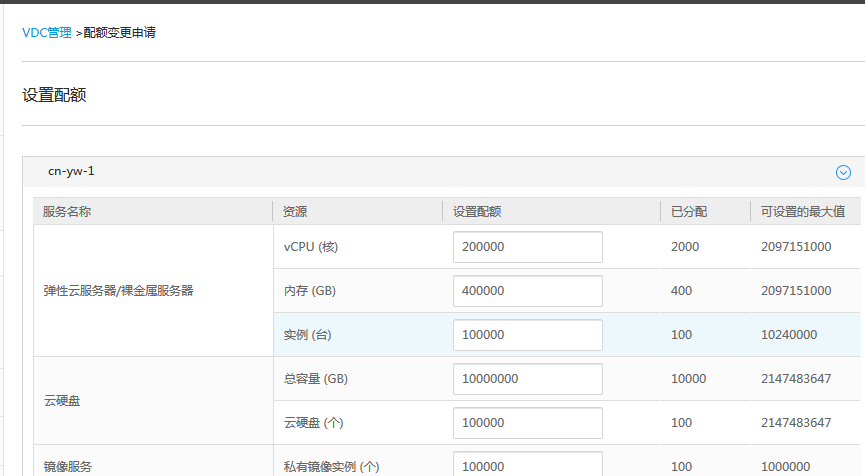 VDC管理 >配额变更申请
设置配额
cn-yw-1
服务名称 资源 设置配额 已分配 可设置的最大值
弹性云服务器/裸金属服务器
vCPU (核) 200000 2000 2097151000
内存 (GB) 400000 400 2097151000
实例 (台) 100000 100 10240000
云硬盘
总容量 (GB) 10000000 10000 2147483647
云硬盘 (个) 100000 100 2147483647
镜像服务 私有镜像实例 (个) 100000 100 1000000